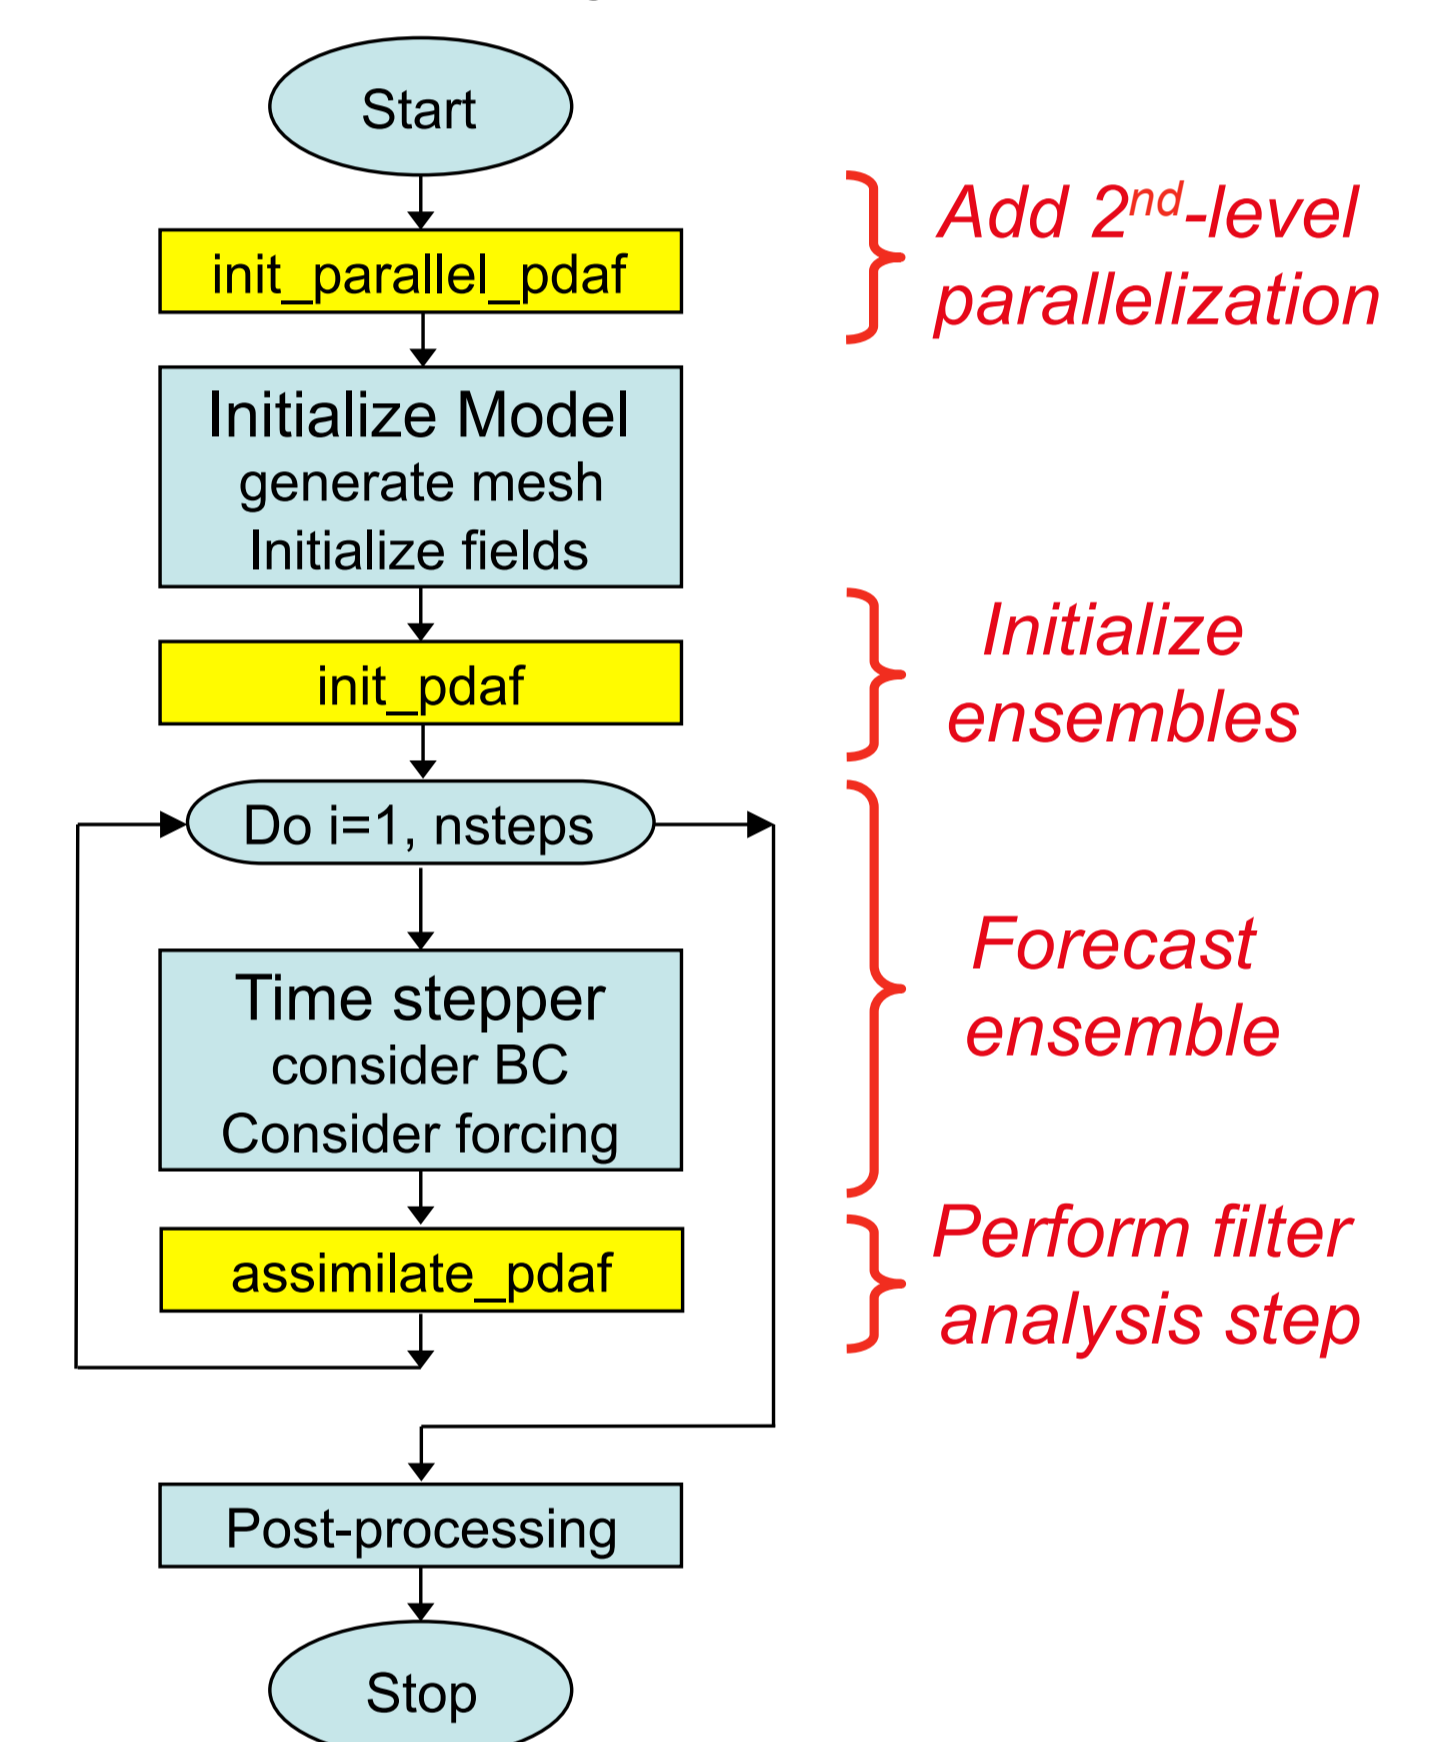 Start
init_parallel_pdaf
Add 2nd-level
parallelization
Initialize Model
generate mesh
Initialize fields
init_pdaf
Initialize
ensembles
Do i=1, nsteps
Time stepper
consider BC
Consider forcing
Forecast
ensemble
assimilate_pdaf
Perform filter
analysis step
Post-processing
Stop